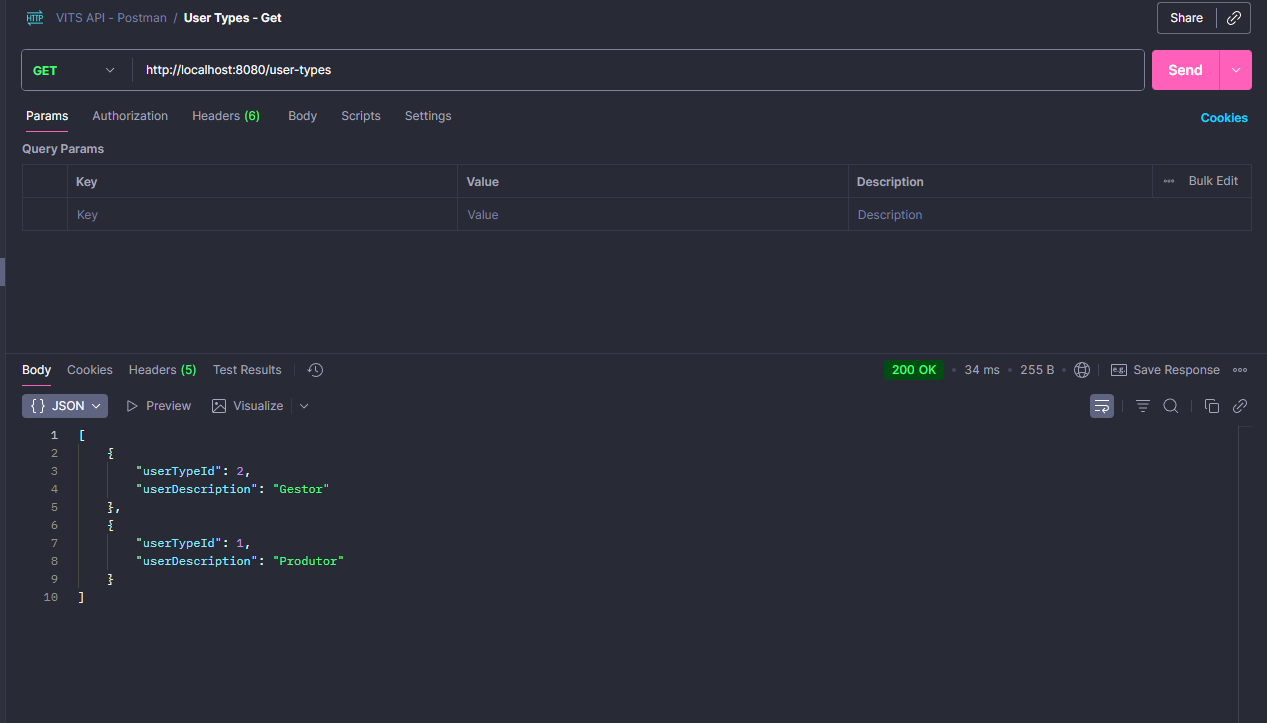 HTTP VITS API - Postman / User Types - Get Share
GET http://localhost:8080/user-types Send
Params Authorization Headers (6) Body Scripts Settings Cookies
Query Params
Key Value Description ••• Bulk Edit
Key Value Description
Body Cookies Headers (5) Test Results 200 OK • 34 ms • 255 B • e.g. Save Response •••
{} JSON Preview Visualize
1 [
2 {
3 "userTypeId": 2,
4 "userDescription": "Gestor"
5 },
6 {
7 "userTypeId": 1,
8 "userDescription": "Produtor"
9 }
10 ]